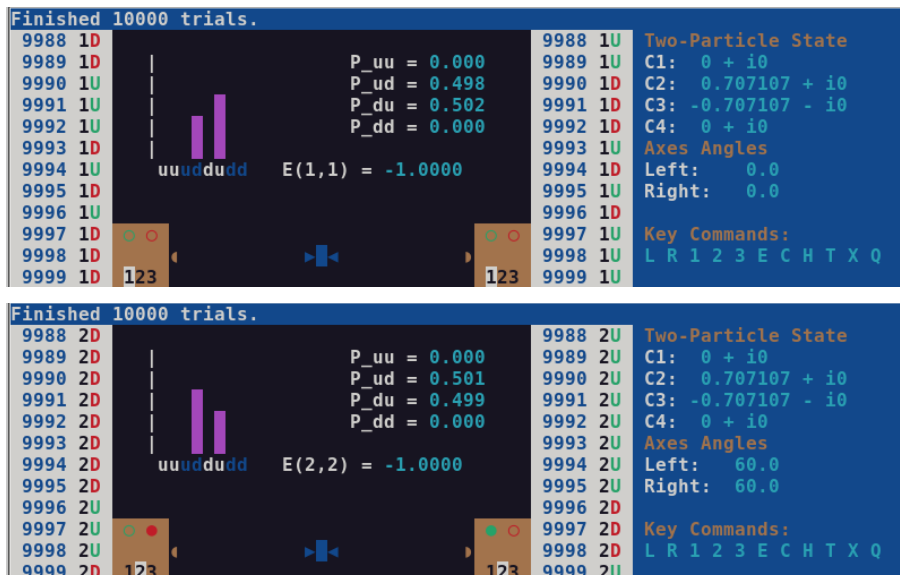 Finished 10000 trials.
9988 1D 9988 1U Two-Particle State
9989 1D P_uu = 0.000 9989 1U C1: 0 + i0
9990 1U P_ud = 0.498 9990 1D C2: 0.707107 + i0
9991 1U P_du = 0.502 9991 1D C3: -0.707107 - i0
9992 1U P_dd = 0.000 9992 1D C4: 0 + i0
9993 1D 9993 1U Axes Angles
9994 1U uuuddudd E(1,1) = -1.0000 9994 1D Left: 0.0
9995 1D 9995 1U Right: 0.0
9996 1U 9996 1D
9997 1D 9997 1U Key Commands:
9998 1D 9998 1U L R 1 2 3 E C H T X Q
9999 1D 123 123 9999 1U
Finished 10000 trials.
9988 2D 9988 2U Two-Particle State
9989 2D P_uu = 0.000 9989 2U C1: 0 + i0
9990 2D P_ud = 0.501 9990 2U C2: 0.707107 + i0
9991 2D P_du = 0.499 9991 2U C3: -0.707107 - i0
9992 2D P_dd = 0.000 9992 2U C4: 0 + i0
9993 2D 9993 2U Axes Angles
9994 2D uuuddudd E(2,2) = -1.0000 9994 2U Left: 60.0
9995 2D 9995 2U Right: 60.0
9996 2U 9996 2D
9997 2U 9997 2D Key Commands:
9998 2U 9998 2D L R 1 2 3 E C H T X Q
9999 2D 123 123 9999 2U